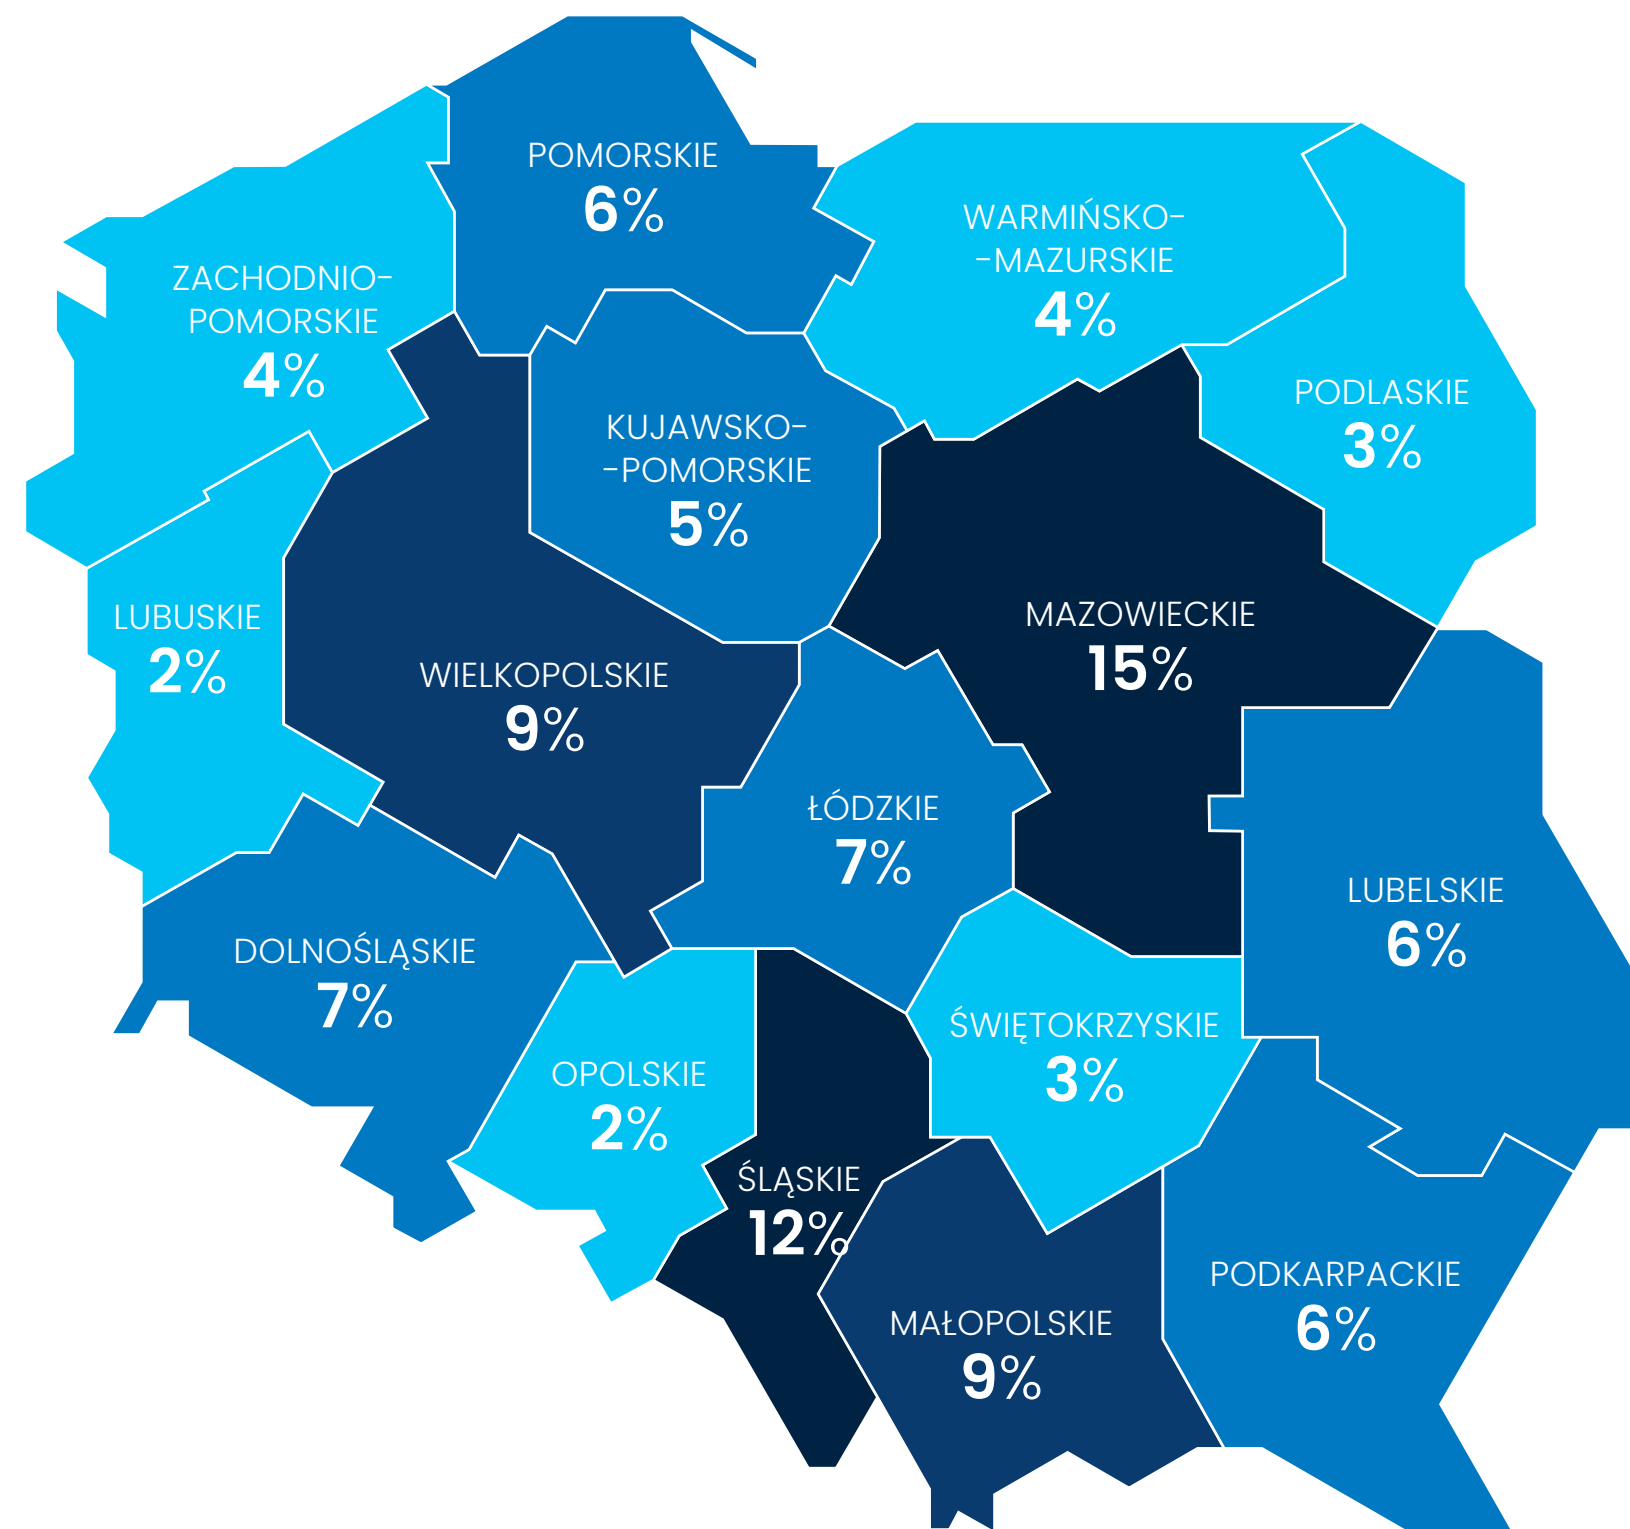 POMORSKIE
6%
WARMIŃSKO-
-MAZURSKIE
4%
ZACHODNIO-
POMORSKIE
4%
PODLASKIE
3%
KUJAWSKO-
-POMORSKIE
5%
LUBUSKIE
2%
MAZOWIECKIE
15%
WIELKOPOLSKIE
9%
ŁÓDZKIE
7%
LUBELSKIE
6%
DOLNOŚLĄSKIE
7%
ŚWIĘTOKRZYSKIE
3%
OPOLSKIE
2%
ŚLĄSKIE
12%
PODKARPACKIE
6%
MAŁOPOLSKIE
9%